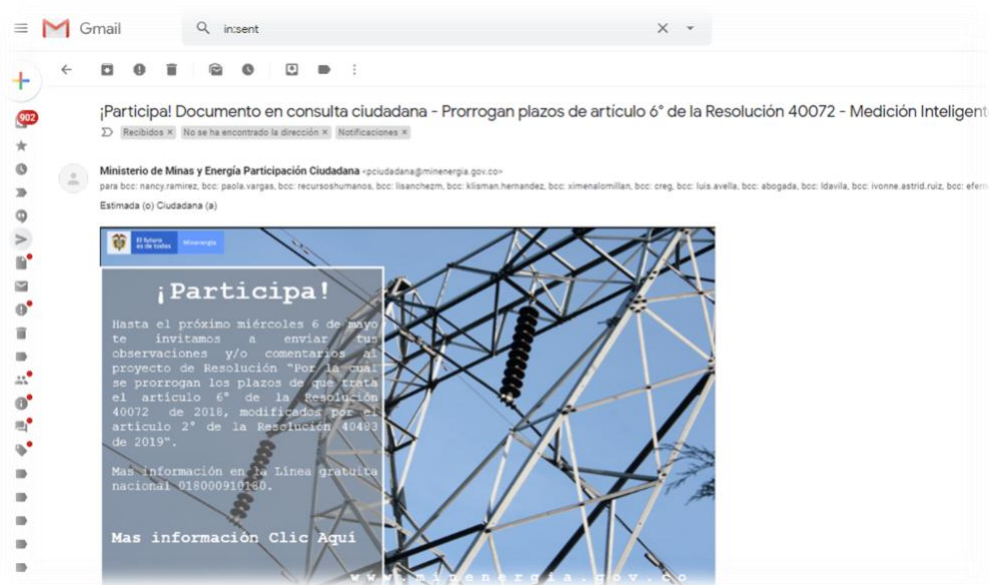 Gmail
in:sent
902
¡Participa! Documento en consulta ciudadana - Prorrogan plazos de artículo 6° de la Resolución 40072 - Medición Inteligent
Recibidos × No se ha encontrado la dirección × Notificaciones ×
Ministerio de Minas y Energía Participación Ciudadana <pciudadana@minenergia.gov.co>
para bcc: nancy.ramirez, bcc: paola.vargas, bcc: recursoshumanos, bcc: lisanchezm, bcc: klisman.hernandez, bcc: ximenalomillan, bcc: creg, bcc: luis.avella, bcc: abogada, bcc: ldavila, bcc: ivonne.astrid.ruiz, bcc:
Estimada (o) Ciudadana (a)
El futuro
es de todos
Minenergía
¡Participa!
Hasta el próximo miércoles 6 de mayo
te invitamos a enviar tus
observaciones y/o comentarios al
proyecto de Resolución "Por la cual
se prorrogan los plazos de que trata
el artículo 6° de la Resolución
40072 de 2018, modificados por el
artículo 2° de la Resolución 40483
de 2019".
Mas información en la Línea gratuita
nacional 018000910180.
Mas información Clic Aquí
www.minenergia.gov.co